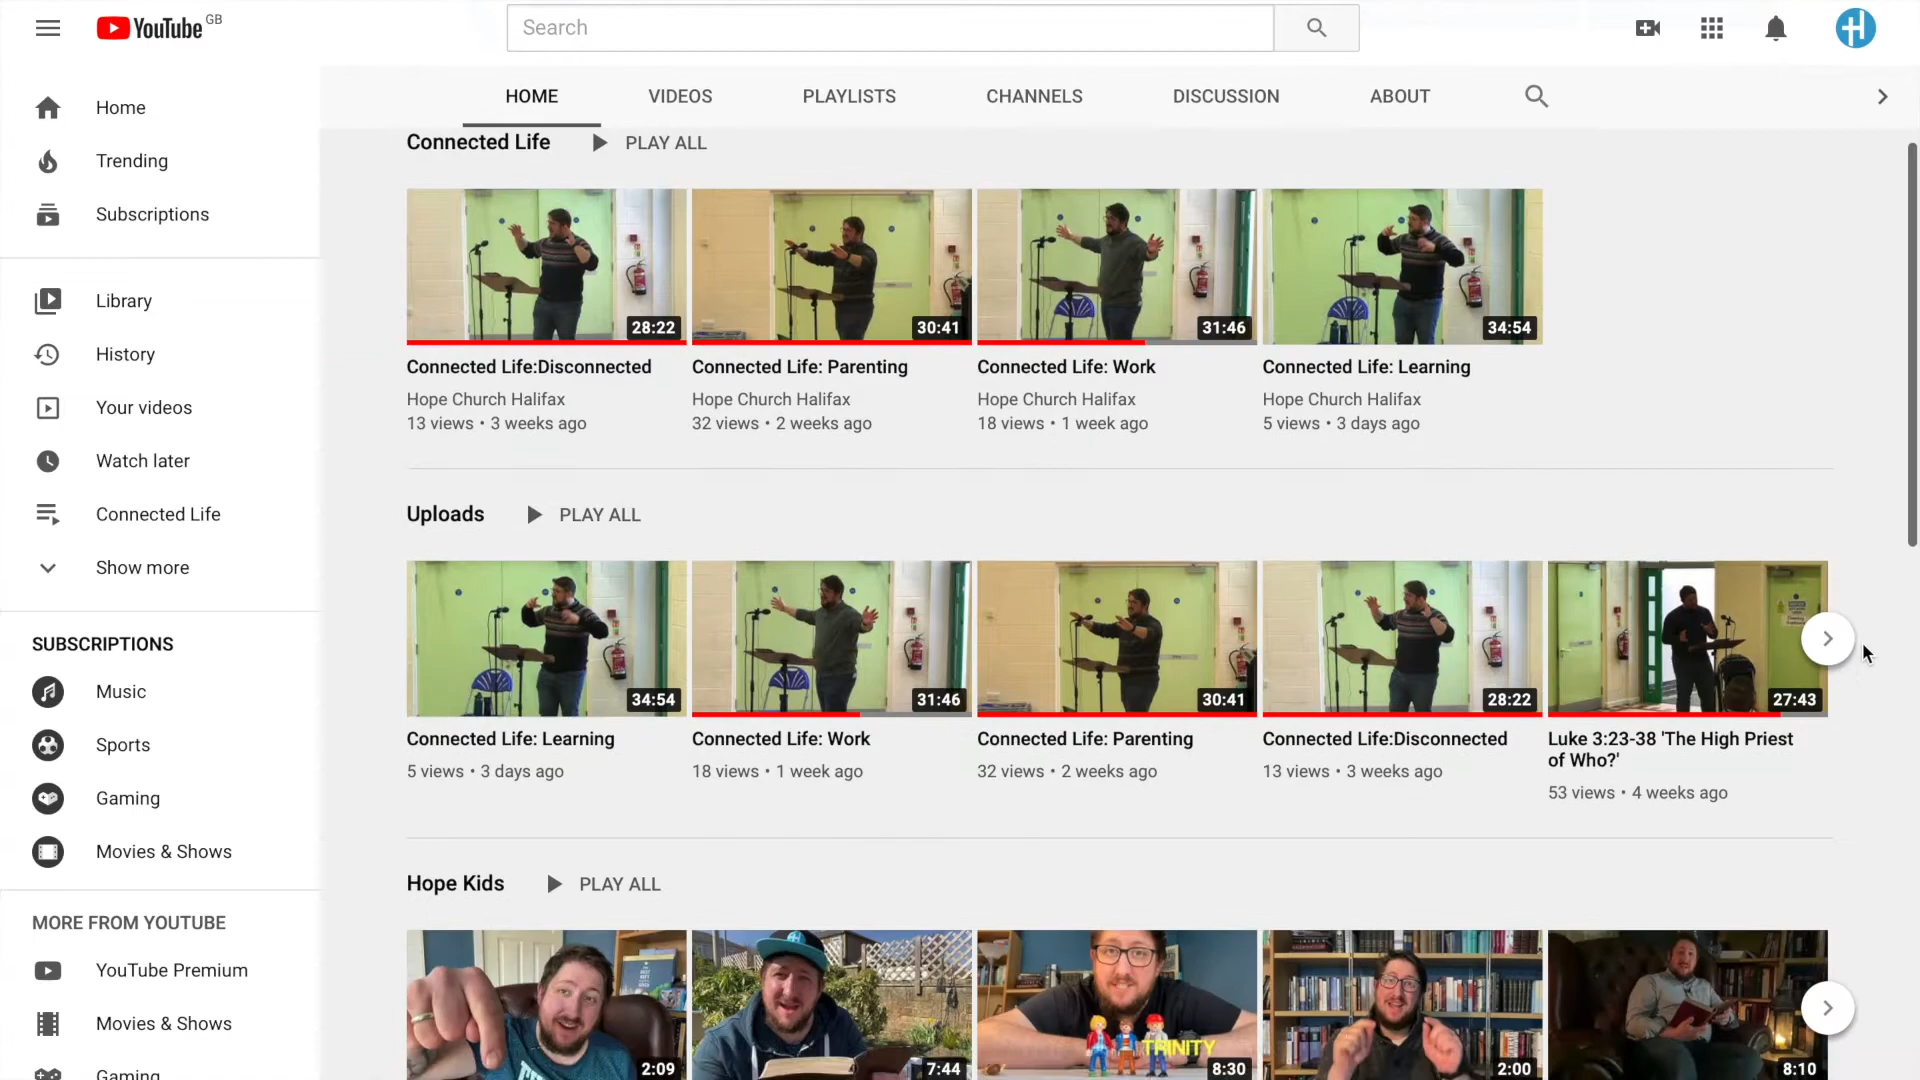 YouTube GB
Search
Home
Trending
Subscriptions
Library
History
Your videos
Watch later
Connected Life
Show more
SUBSCRIPTIONS
Music
Sports
Gaming
Movies & Shows
MORE FROM YOUTUBE
YouTube Premium
Movies & Shows
Gaming
HOME VIDEOS PLAYLISTS CHANNELS DISCUSSION ABOUT
Connected Life PLAY ALL
28:22
Connected Life:Disconnected
Hope Church Halifax
13 views • 3 weeks ago
30:41
Connected Life: Parenting
Hope Church Halifax
32 views • 2 weeks ago
31:46
Connected Life: Work
Hope Church Halifax
18 views • 1 week ago
34:54
Connected Life: Learning
Hope Church Halifax
5 views • 3 days ago
Uploads PLAY ALL
34:54
Connected Life: Learning
5 views • 3 days ago
31:46
Connected Life: Work
18 views • 1 week ago
30:41
Connected Life: Parenting
32 views • 2 weeks ago
28:22
Connected Life:Disconnected
13 views • 3 weeks ago
27:43
Luke 3:23-38 'The High Priest
of Who?'
53 views • 4 weeks ago
Hope Kids PLAY ALL
2:09
7:44
TRINITY
8:30
2:00
8:10